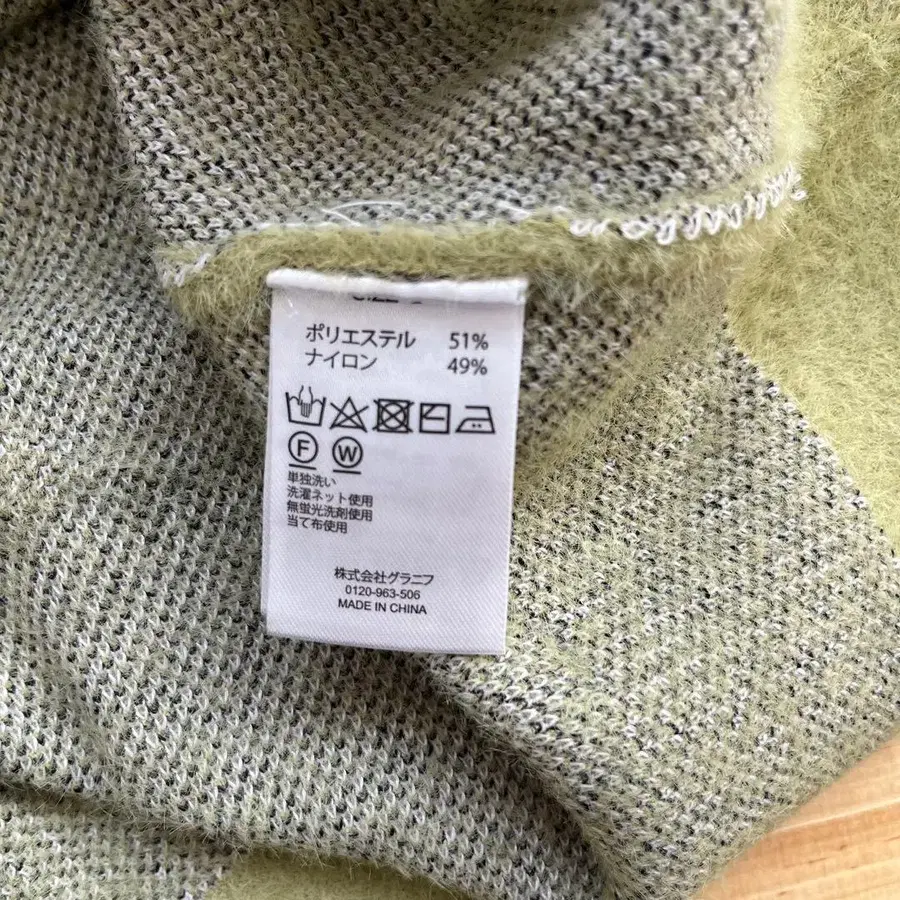 ポリエステル 51%
ナイロン 49%
F W
単独洗い
洗濯ネット使用
無蛍光洗剤使用
当て布使用
株式会社グラニフ
0120-963-506
MADE IN CHINA